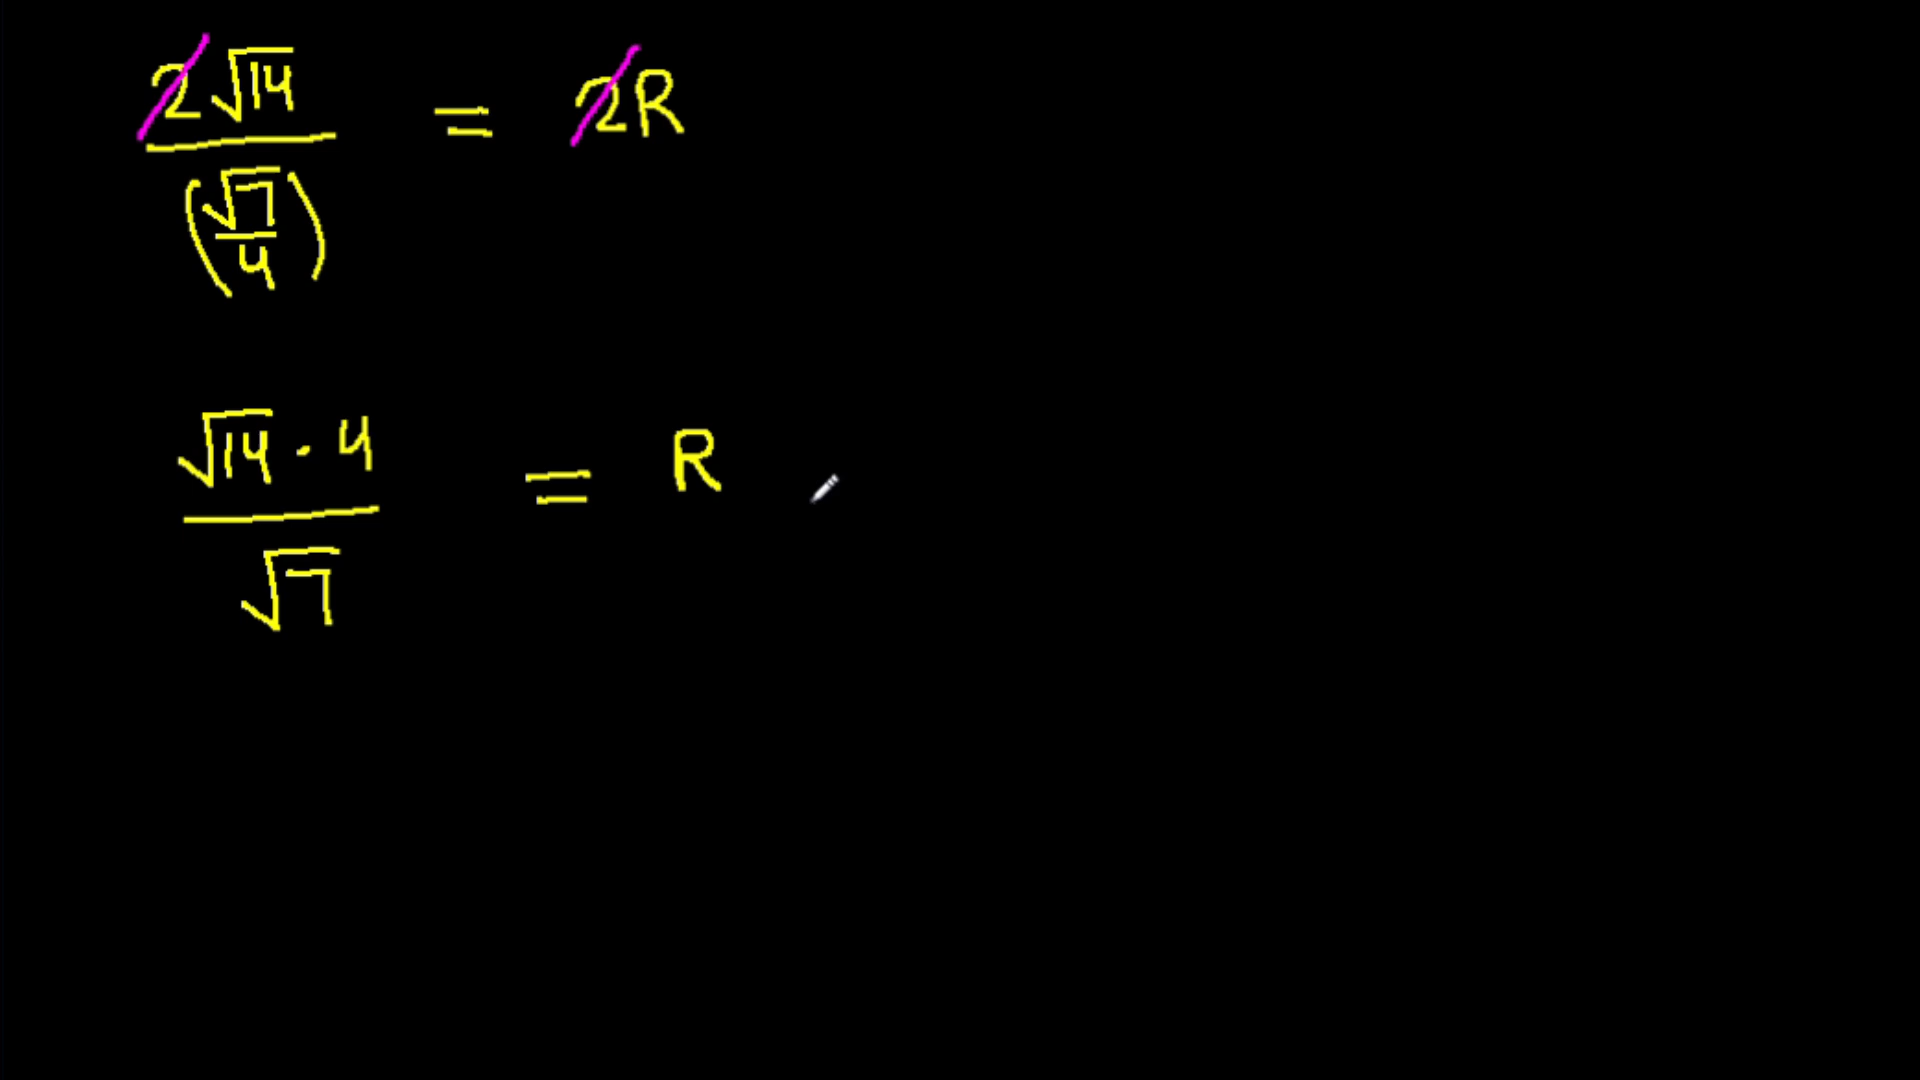 2√14 / (√7 / 4) = 2R
√14 · 4 / √7 = R